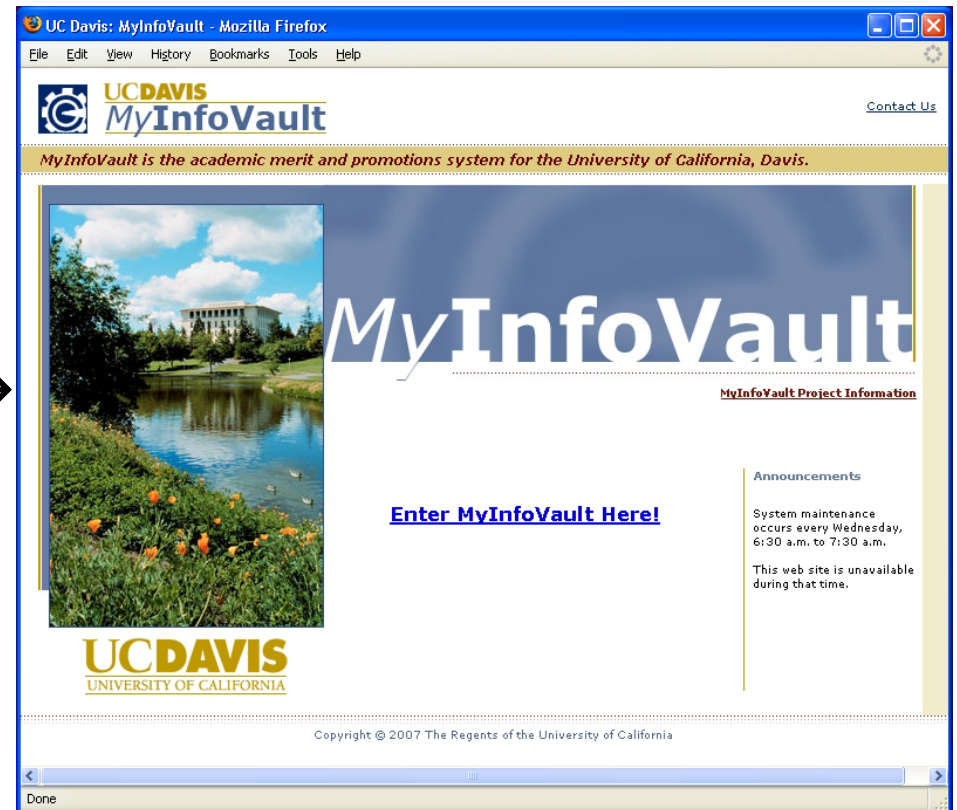 UC Davis: MyInfoVault - Mozilla Firefox
File Edit View History Bookmarks Tools Help
UCDAVIS
MyInfoVault
Contact Us
MyInfoVault is the academic merit and promotions system for the University of California, Davis.
MyInfoVault
MyInfoVault Project Information
Announcements
Enter MyInfoVault Here!
System maintenance
occurs every Wednesday,
6:30 a.m. to 7:30 a.m.
This web site is unavailable
during that time.
UCDAVIS
UNIVERSITY OF CALIFORNIA
Copyright © 2007 The Regents of the University of California
Done